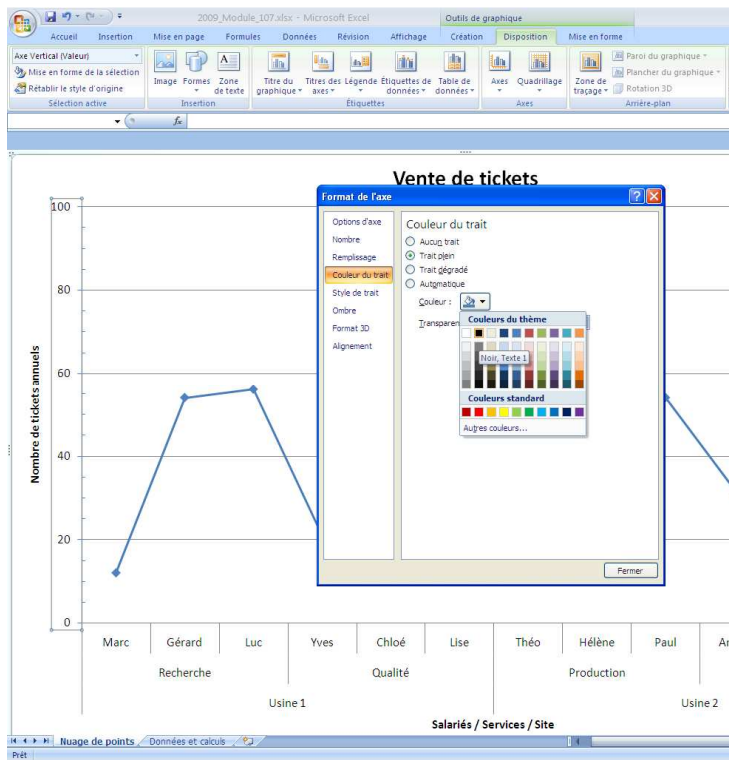 2009_Module_107.xlsx - Microsoft Excel
Outils de graphique
Accueil Insertion Mise en page Formules Données Révision Affichage Création Disposition Mise en forme
Axe Vertical (Valeur)
Mise en forme de la sélection
Rétablir le style d'origine
Sélection active
Image Formes Zone de texte
Insertion
Titre du graphique Titres des axes Légende Étiquettes de données Table de données
Étiquettes
Axes Quadrillage
Axes
Zone de traçage
Paroi du graphique
Plancher du graphique
Rotation 3D
Arrière-plan
fx
Vente de tickets
Nombre de tickets annuels
100
80
60
40
20
0
Format de l'axe
Options d'axe
Nombre
Remplissage
Couleur du trait
Style de trait
Ombre
Format 3D
Alignement
Couleur du trait
Aucun trait
Trait plein
Trait dégradé
Automatique
Couleur :
Transparen
Couleurs du thème
Noir, Texte 1
Couleurs standard
Autres couleurs...
Fermer
Marc Gérard Luc Yves Chloé Lise Théo Hélène Paul
Recherche Qualité Production
Usine 1 Usine 2
Salariés / Services / Site
Nuage de points Données et calculs
Prêt